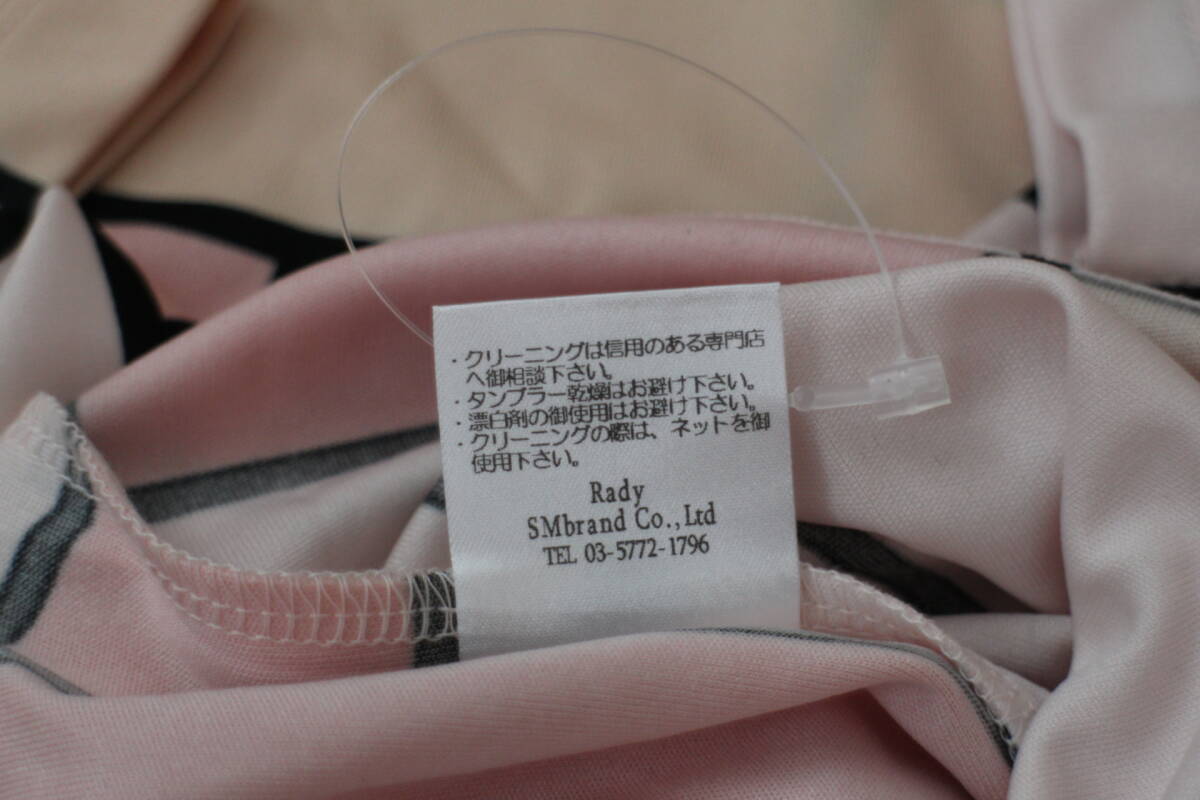 ・クリーニングは信用のある専門店
へ御相談下さい。
・タンブラー乾燥はお避け下さい。
・漂白剤の御使用はお避け下さい。
・クリーニングの際は、ネットを御
使用下さい。
Rady
SMbrand Co.,Ltd
TEL 03-5772-1796